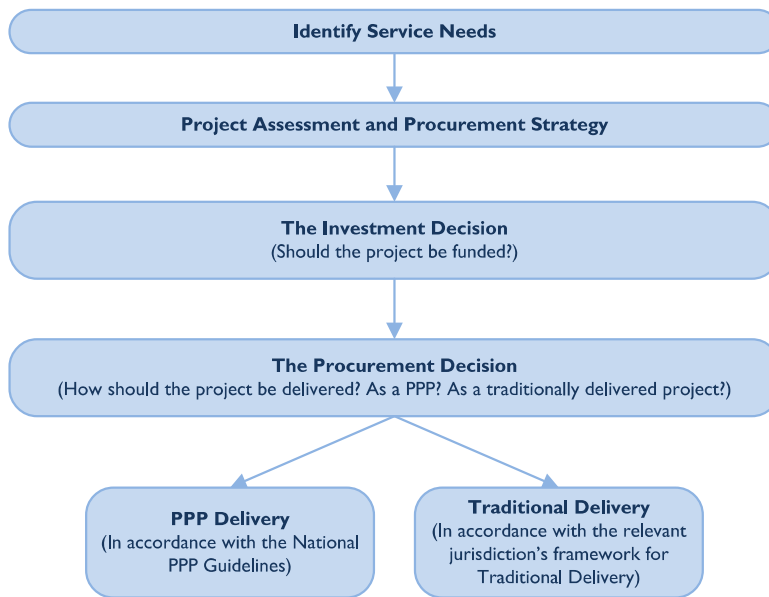 Identify Service Needs
Project Assessment and Procurement Strategy
The Investment Decision
(Should the project be funded?)
The Procurement Decision
(How should the project be delivered? As a PPP? As a traditionally delivered project?)
PPP Delivery
(In accordance with the National
PPP Guidelines)
Traditional Delivery
(In accordance with the relevant
jurisdiction’s framework for
Traditional Delivery)